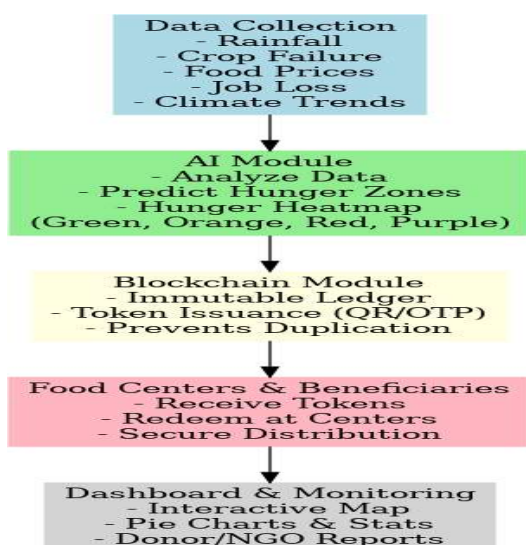 Data Collection
- Rainfall
- Crop Failure
- Food Prices
- Job Loss
- Climate Trends
AI Module
- Analyze Data
- Predict Hunger Zones
- Hunger Heatmap
(Green, Orange, Red, Purple)
Blockchain Module
- Immutable Ledger
- Token Issuance (QR/OTP)
- Prevents Duplication
Food Centers & Beneficiaries
- Receive Tokens
- Redeem at Centers
- Secure Distribution
Dashboard & Monitoring
- Interactive Map
- Pie Charts & Stats
- Donor/NGO Reports